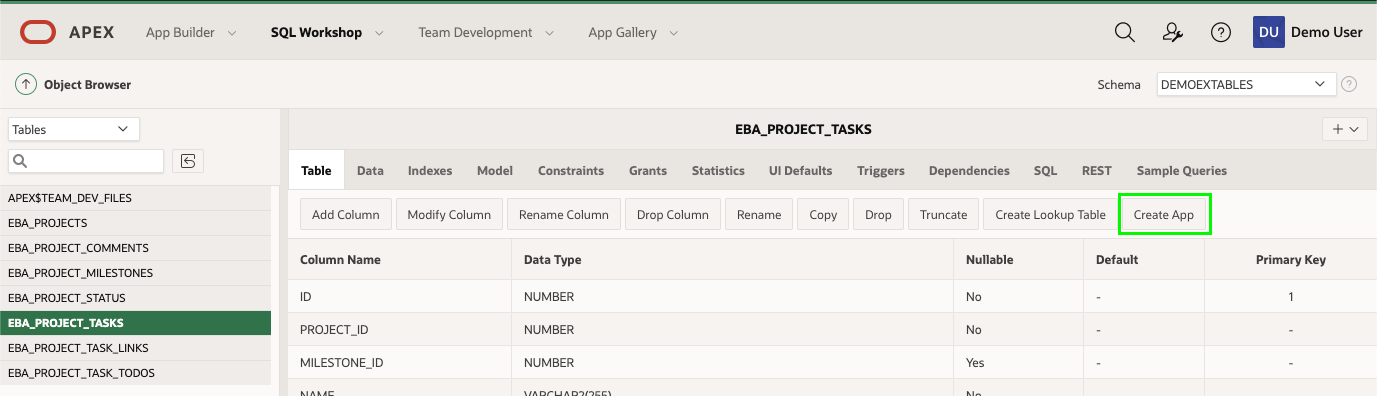 APEX App Builder SQL Workshop Team Development App Gallery ? DU Demo User
Object Browser Schema DEMOEXTABLES ?
Tables EBA_PROJECT_TASKS +
Table Data Indexes Model Constraints Grants Statistics UI Defaults Triggers Dependencies SQL REST Sample Queries
APEX$TEAM_DEV_FILES
EBA_PROJECTS
EBA_PROJECT_COMMENTS
EBA_PROJECT_MILESTONES
EBA_PROJECT_STATUS
EBA_PROJECT_TASKS
EBA_PROJECT_TASK_LINKS
EBA_PROJECT_TASK_TODOS
Add Column Modify Column Rename Column Drop Column Rename Copy Drop Truncate Create Lookup Table Create App
Column Name Data Type Nullable Default Primary Key
ID NUMBER No - 1
PROJECT_ID NUMBER No - -
MILESTONE_ID NUMBER Yes - -
NAME VARCHAR2(255) No